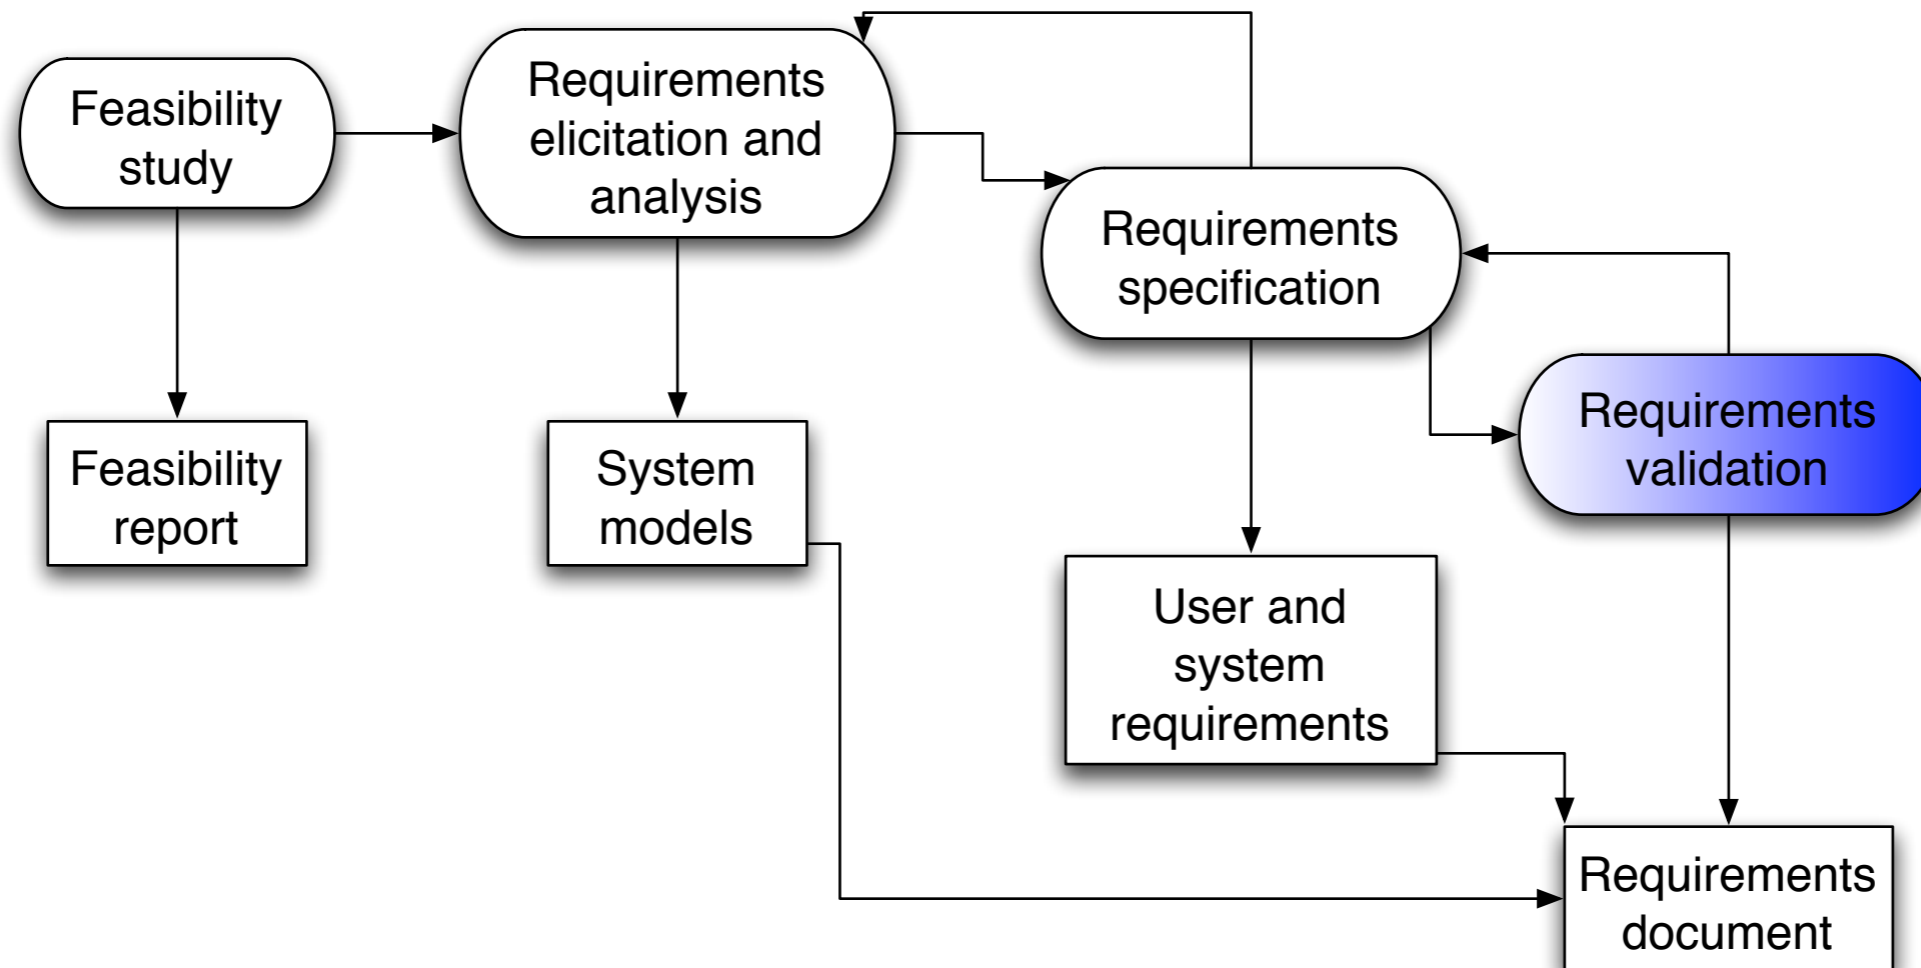 Feasibility
study
Requirements
elicitation and
analysis
Requirements
specification
Requirements
validation
Feasibility
report
System
models
User and
system
requirements
Requirements
document